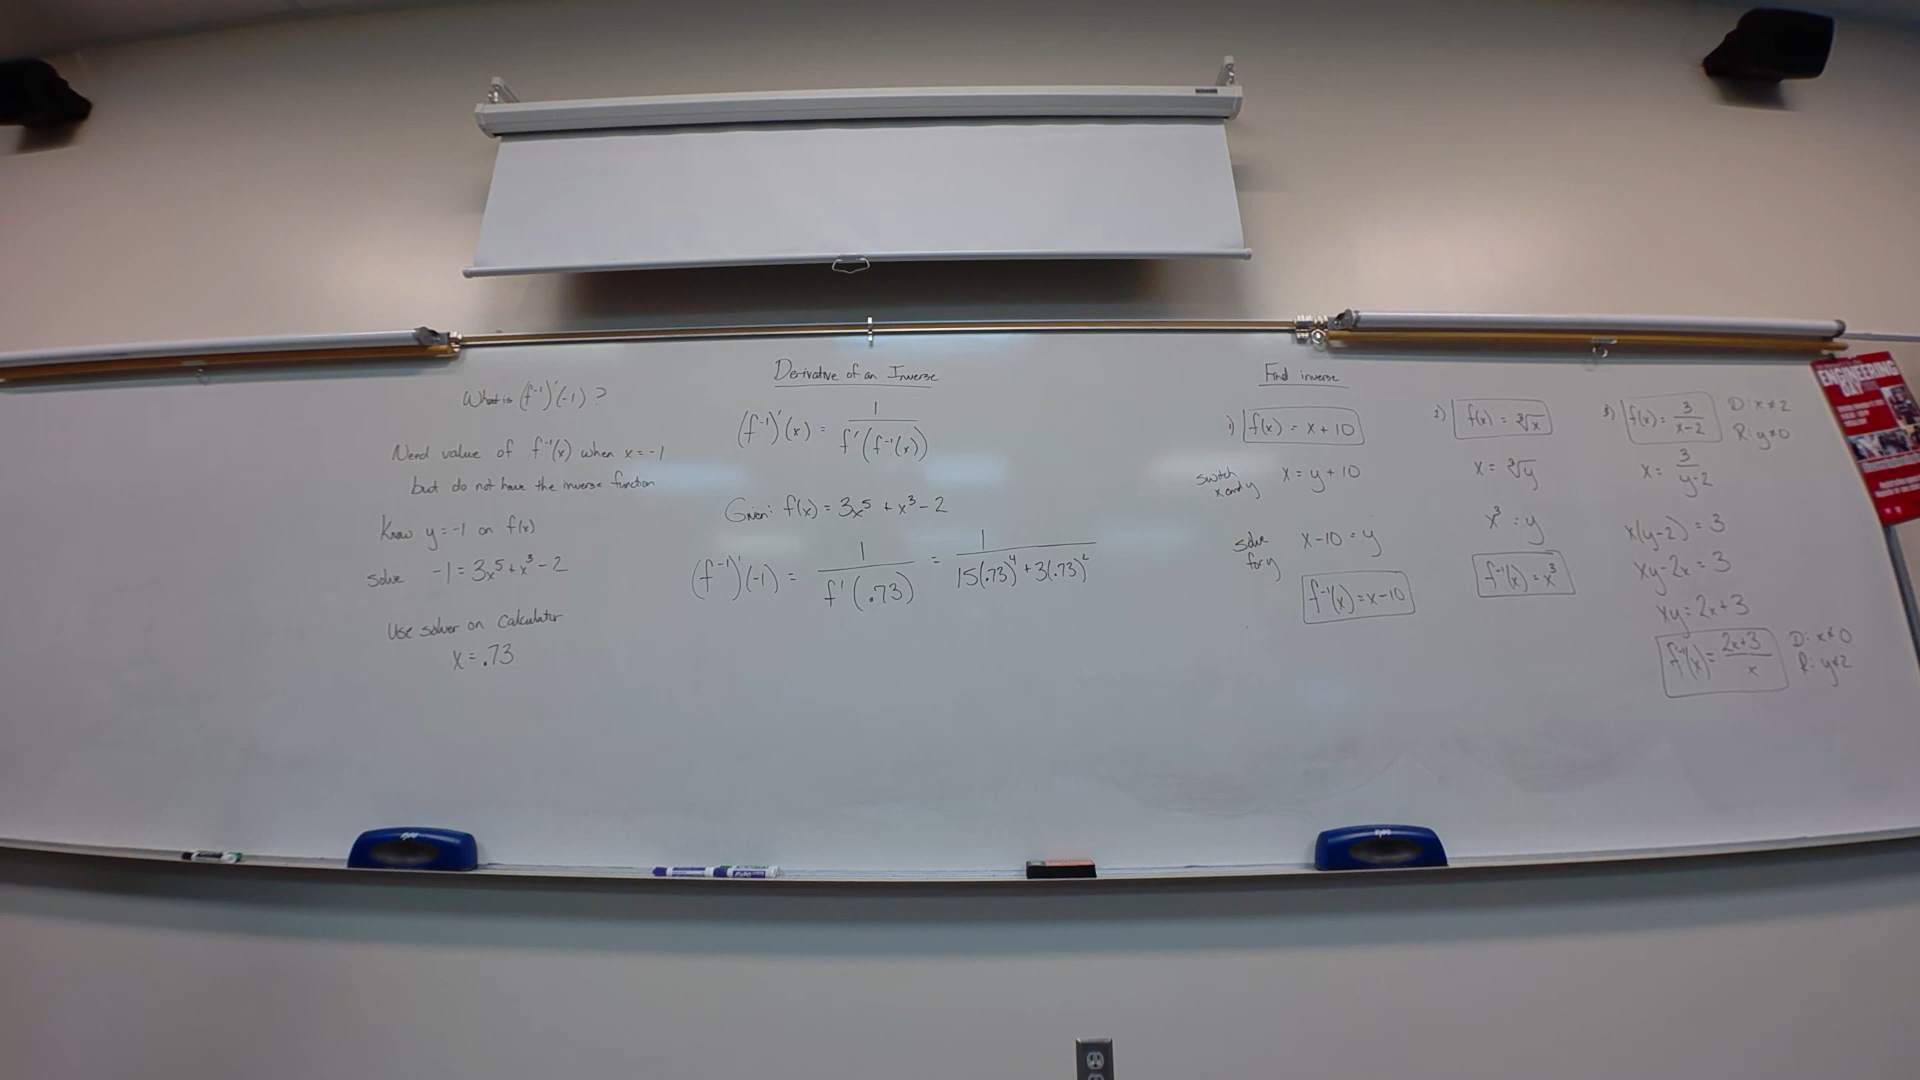 What is (f⁻¹)'(-1) ?
Need value of f⁻¹(x) when x = -1
but do not have the inverse function
Know y = -1 on f(x)
solve -1 = 3x⁵ + x³ - 2
Use solver on calculator
x = .73
Derivative of an Inverse
(f⁻¹)'(x) = 1 / f'(f⁻¹(x))
Given: f(x) = 3x⁵ + x³ - 2
(f⁻¹)'(-1) = 1 / f'(.73) = 1 / 15(.73)⁴ + 3(.73)²
Find inverse
1) f(x) = x + 10
switch x and y
x = y + 10
solve for y
x - 10 = y
f⁻¹(x) = x - 10
2) f(x) = ∛x
x = ∛y
x³ = y
f⁻¹(x) = x³
3) f(x) = 3 / x-2
D: x ≠ 2
R: y ≠ 0
x = 3 / y-2
x(y-2) = 3
xy - 2x = 3
xy = 2x + 3
f⁻¹(x) = 2x+3 / x
D: x ≠ 0
R: y ≠ 2
ENGINEERING
DAY
expo
expo